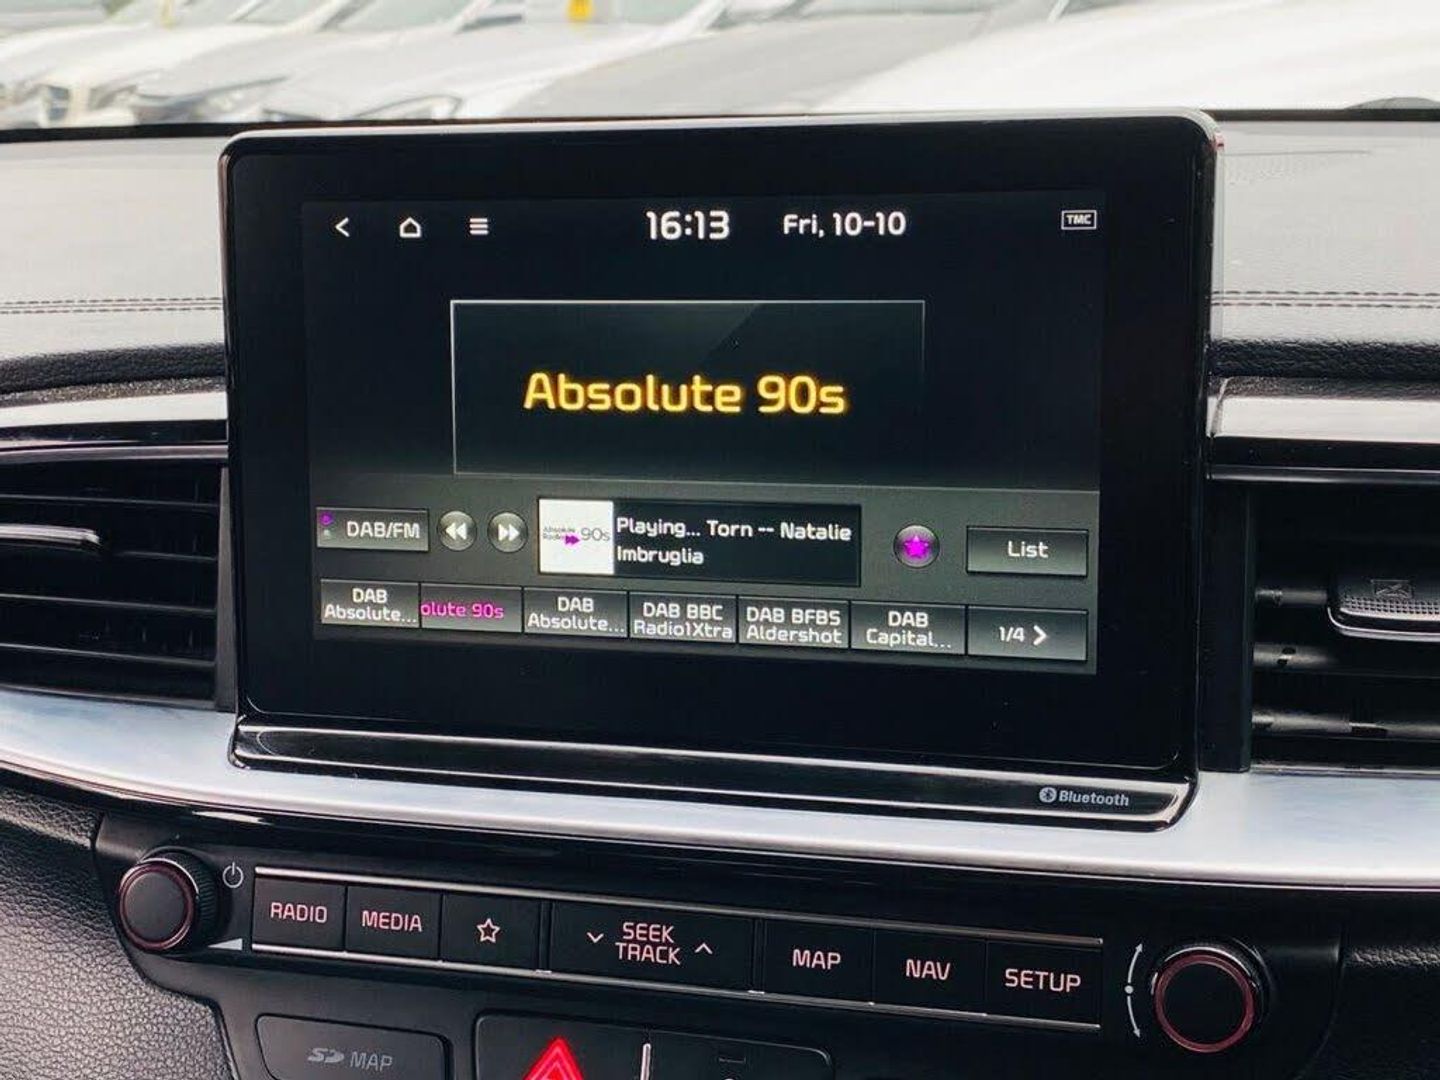 16:13 Fri, 10-10 TMC
Absolute 90s
DAB/FM
Absolute
Radio 90s
Playing... Torn -- Natalie
Imbruglia
List
DAB
Absolute...
olute 90s
DAB
Absolute...
DAB BBC
Radio1Xtra
DAB BFBS
Aldershot
DAB
Capital...
1/4
Bluetooth
RADIO
MEDIA
SEEK
TRACK
MAP
NAV
SETUP
SD MAP